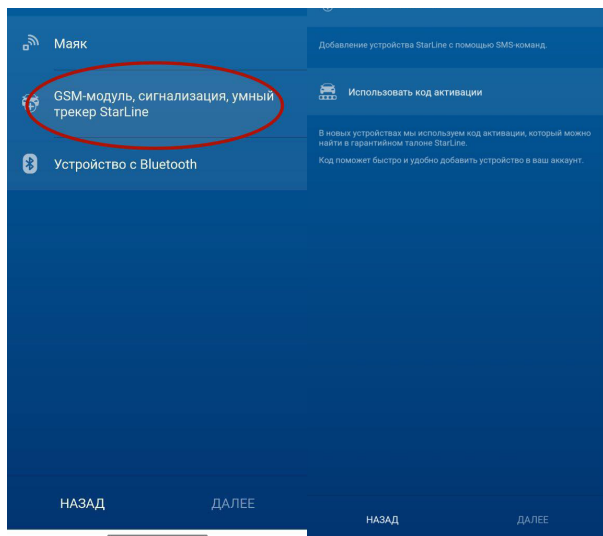 Маяк
GSM-модуль, сигнализация, умный
трекер StarLine
Устройство с Bluetooth
НАЗАД ДАЛЕЕ
Добавление устройства StarLine с помощью SMS-команд.
Использовать код активации
В новых устройствах мы используем код активации, который можно
найти в гарантийном талоне StarLine.
Код поможет быстро и удобно добавить устройство в ваш аккаунт.
НАЗАД ДАЛЕЕ